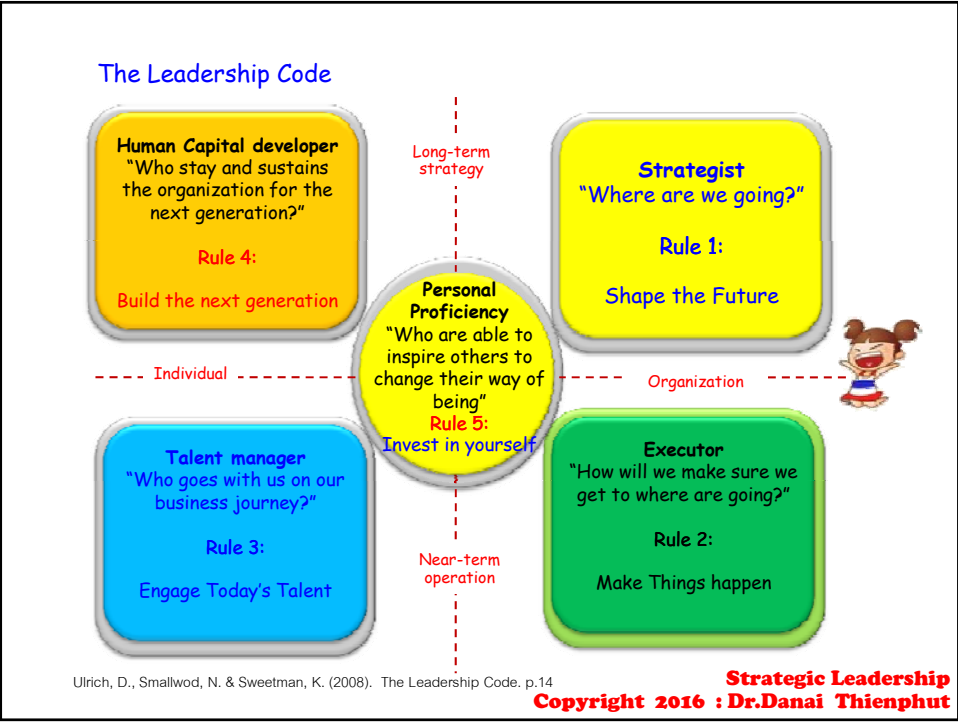 The Leadership Code
Human Capital developer
“Who stay and sustains
the organization for the
next generation?”
Rule 4:
Build the next generation
Long-term
strategy
Strategist
“Where are we going?”
Rule 1:
Shape the Future
Personal
Proficiency
“Who are able to
inspire others to
change their way of
being”
Rule 5:
Invest in yourself
Individual
Organization
Talent manager
“Who goes with us on our
business journey?”
Rule 3:
Engage Today’s Talent
Near-term
operation
Executor
“How will we make sure we
get to where are going?”
Rule 2:
Make Things happen
Ulrich, D., Smallwod, N. & Sweetman, K. (2008). The Leadership Code. p.14
Strategic Leadership
Copyright 2016 : Dr.Danai Thienphut